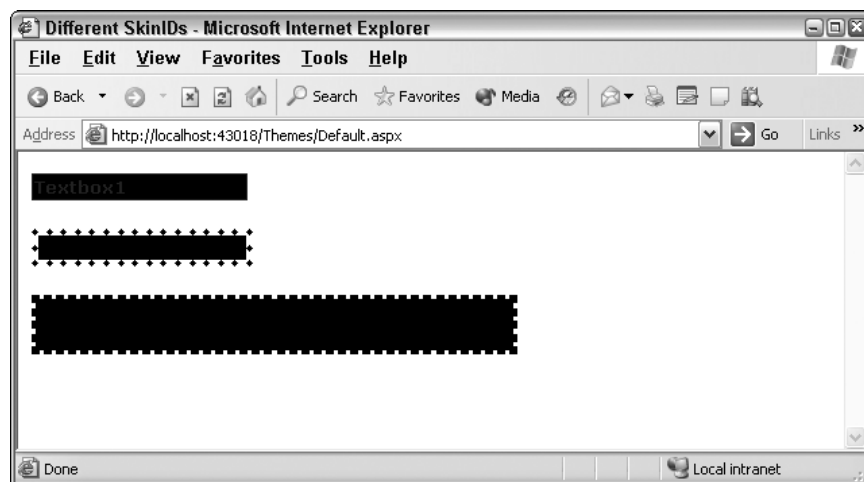 Different SkinIDs - Microsoft Internet Explorer
File Edit View Favorites Tools Help
Back Search Favorites Media
Address http://localhost:43018/Themes/Default.aspx Go Links »
Textbox1
Done Local intranet